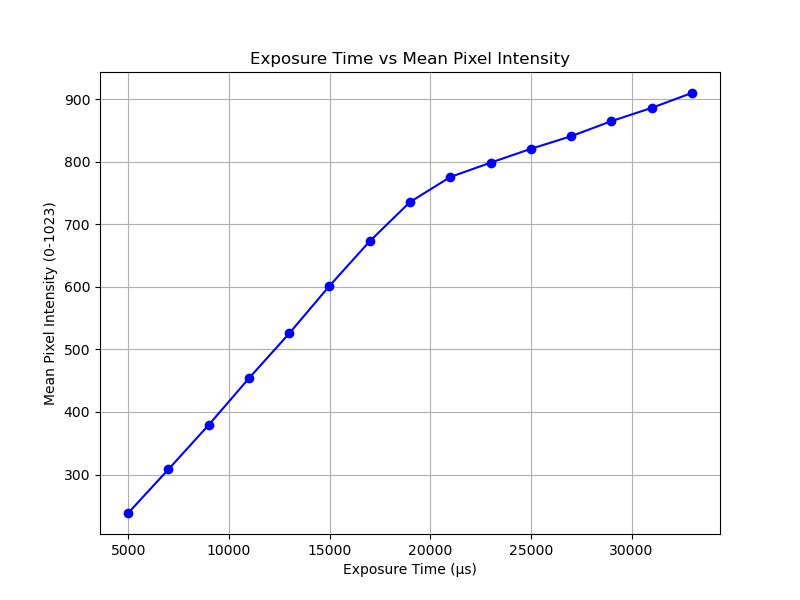 Exposure Time vs Mean Pixel Intensity
Mean Pixel Intensity (0-1023)
900
800
700
600
500
400
300
5000 10000 15000 20000 25000 30000
Exposure Time (μs)